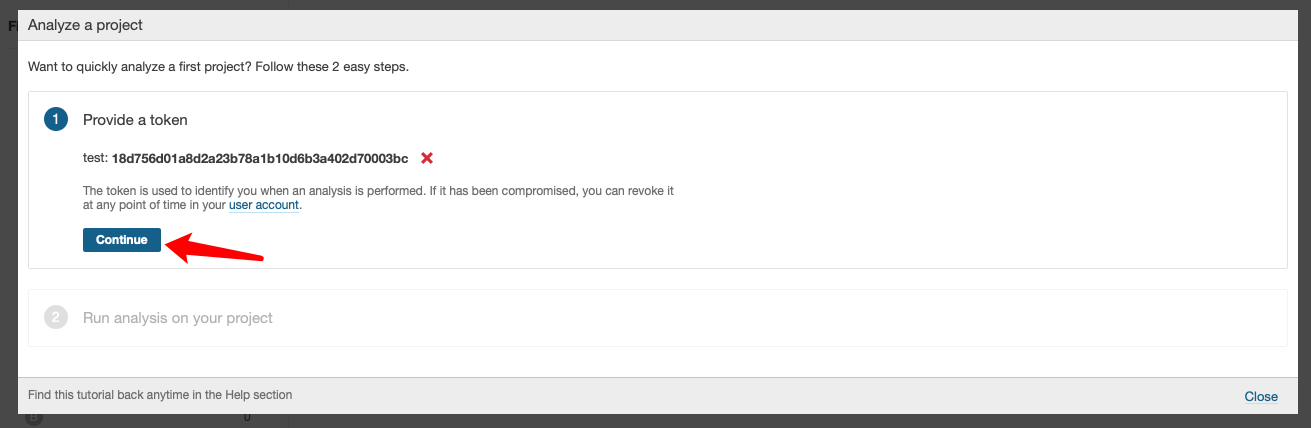 Analyze a project
Want to quickly analyze a first project? Follow these 2 easy steps.
1 Provide a token
test: 18d756d01a8d2a23b78a1b10d6b3a402d70003bc
The token is used to identify you when an analysis is performed. If it has been compromised, you can revoke it
at any point of time in your user account.
Continue
2 Run analysis on your project
Find this tutorial back anytime in the Help section
Close